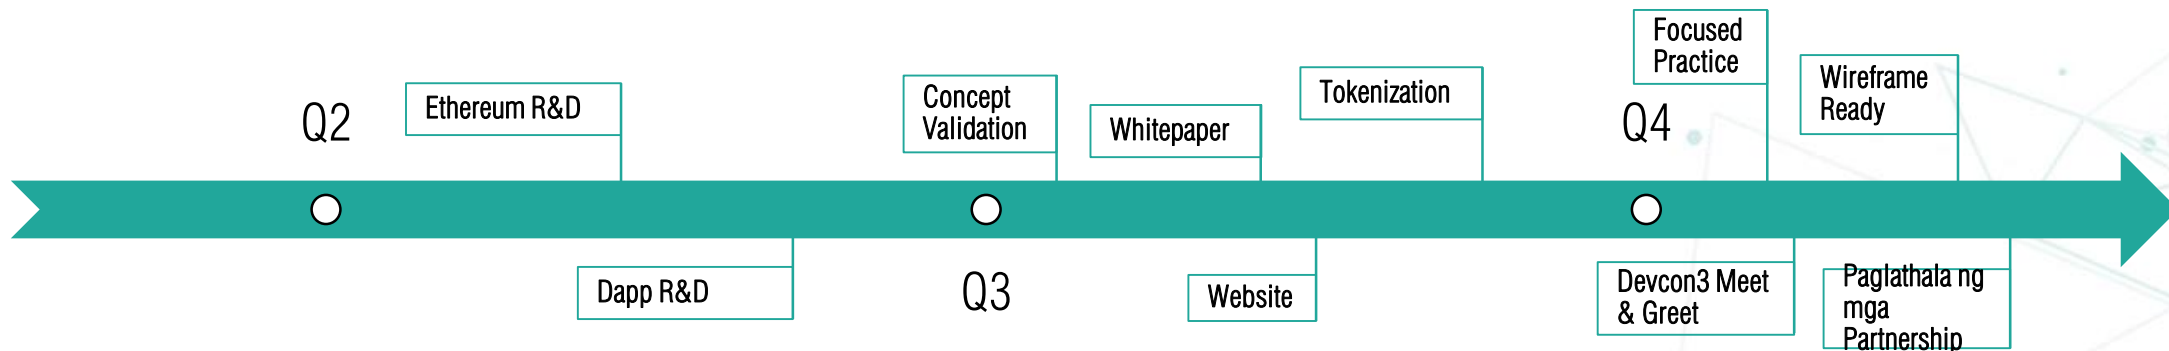 Q2
Ethereum R&D
Dapp R&D
Q3
Concept
Validation
Whitepaper
Website
Tokenization
Q4
Focused
Practice
Devcon3 Meet
& Greet
Wireframe
Ready
Paglathala ng
mga
Partnership